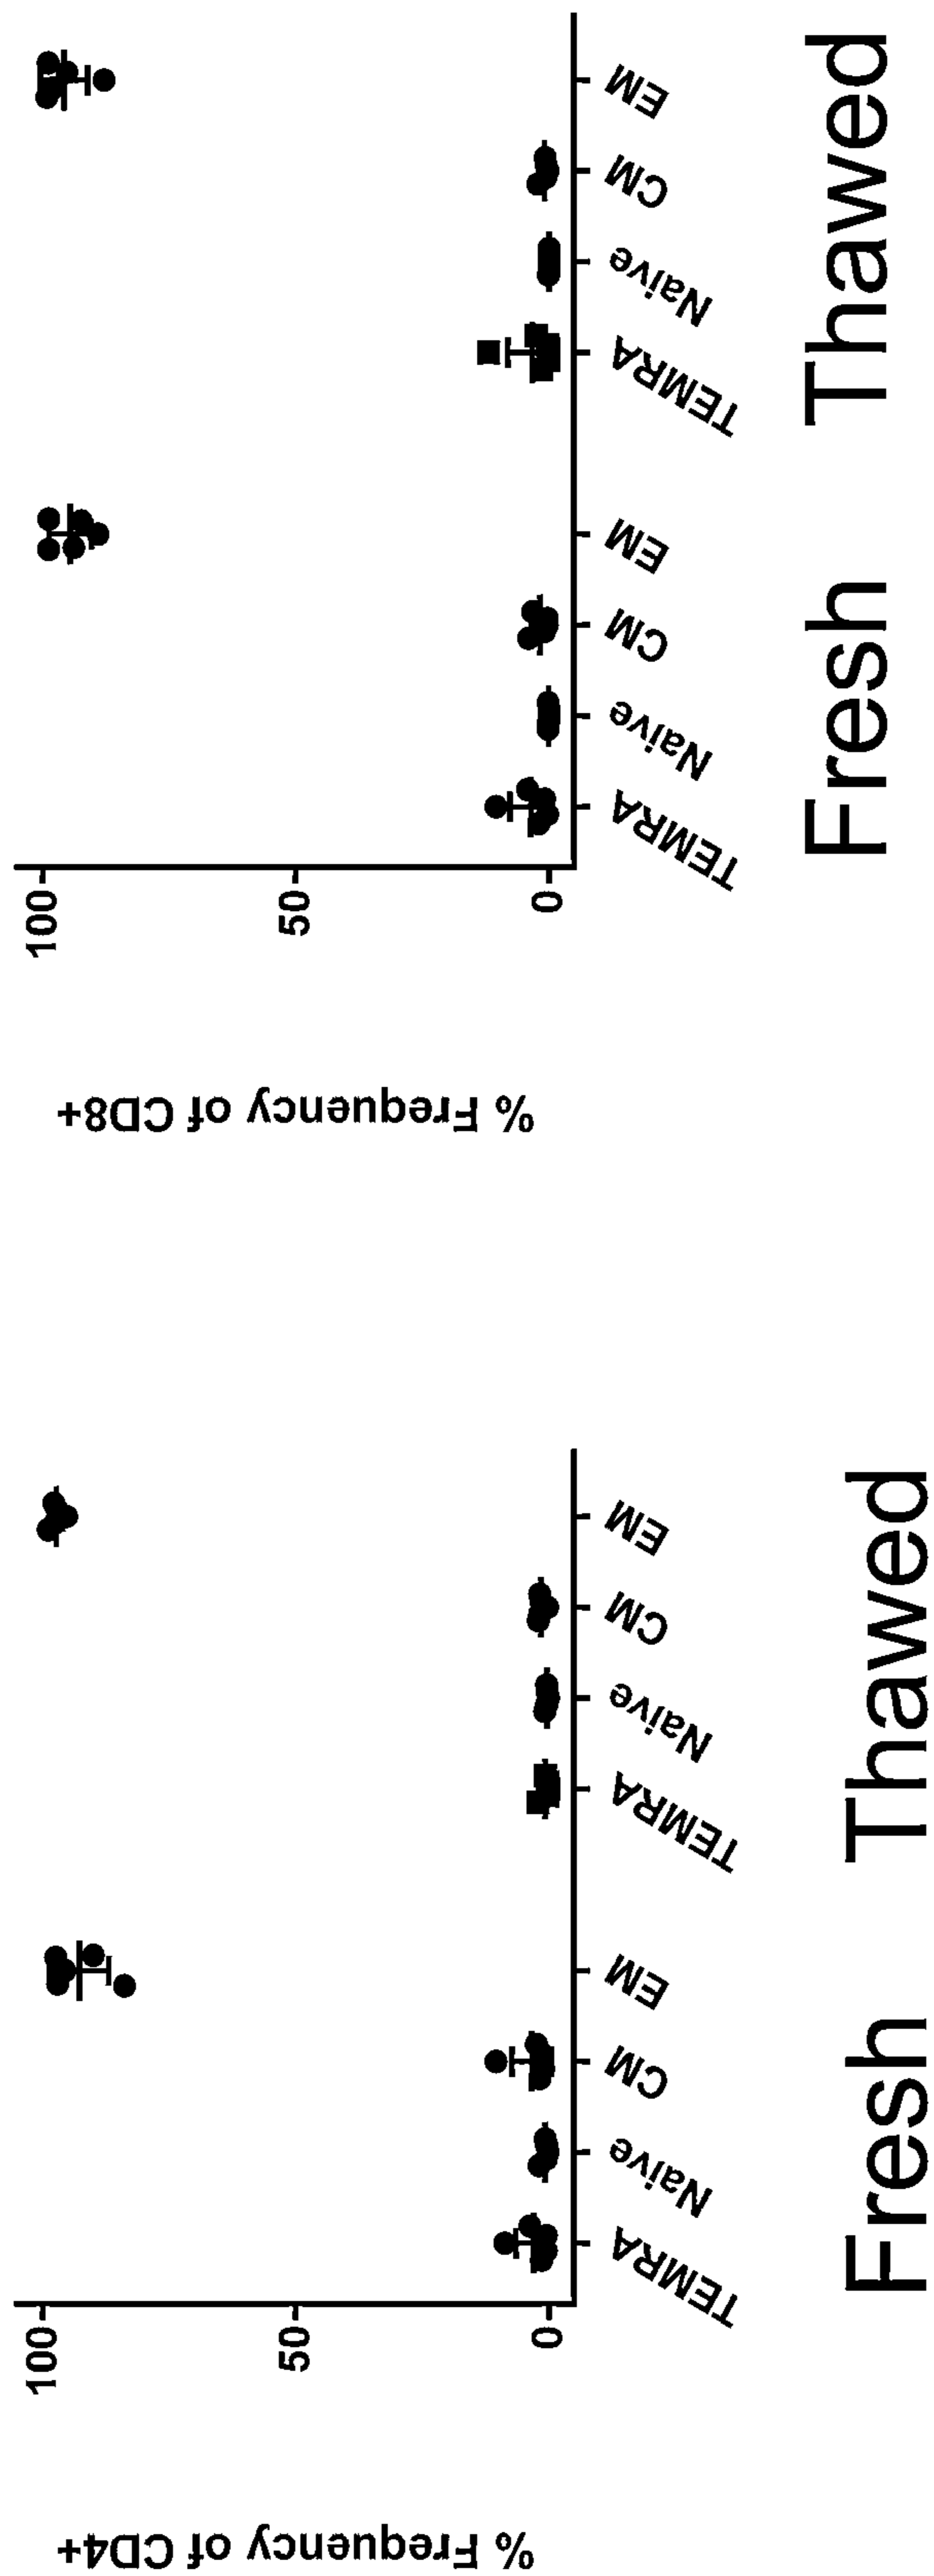 % Frequency of CD4+
100
50
0
TEMRA Naive CM EM TEMRA Naive CM EM
Fresh Thawed
% Frequency of CD8+
100
50
0
TEMRA Naive CM EM TEMRA Naive CM EM
Fresh Thawed